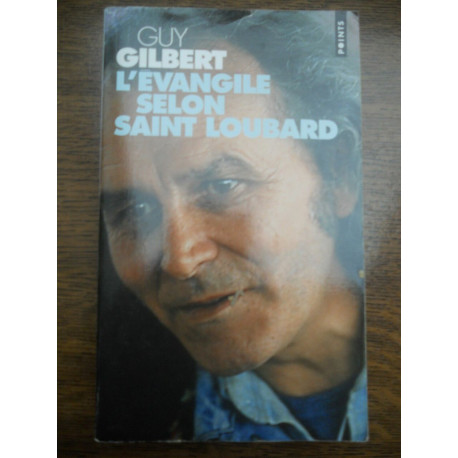 GUY
GILBERT
L'EVANGILE
SELON
SAINT LOUBARD
POINTS